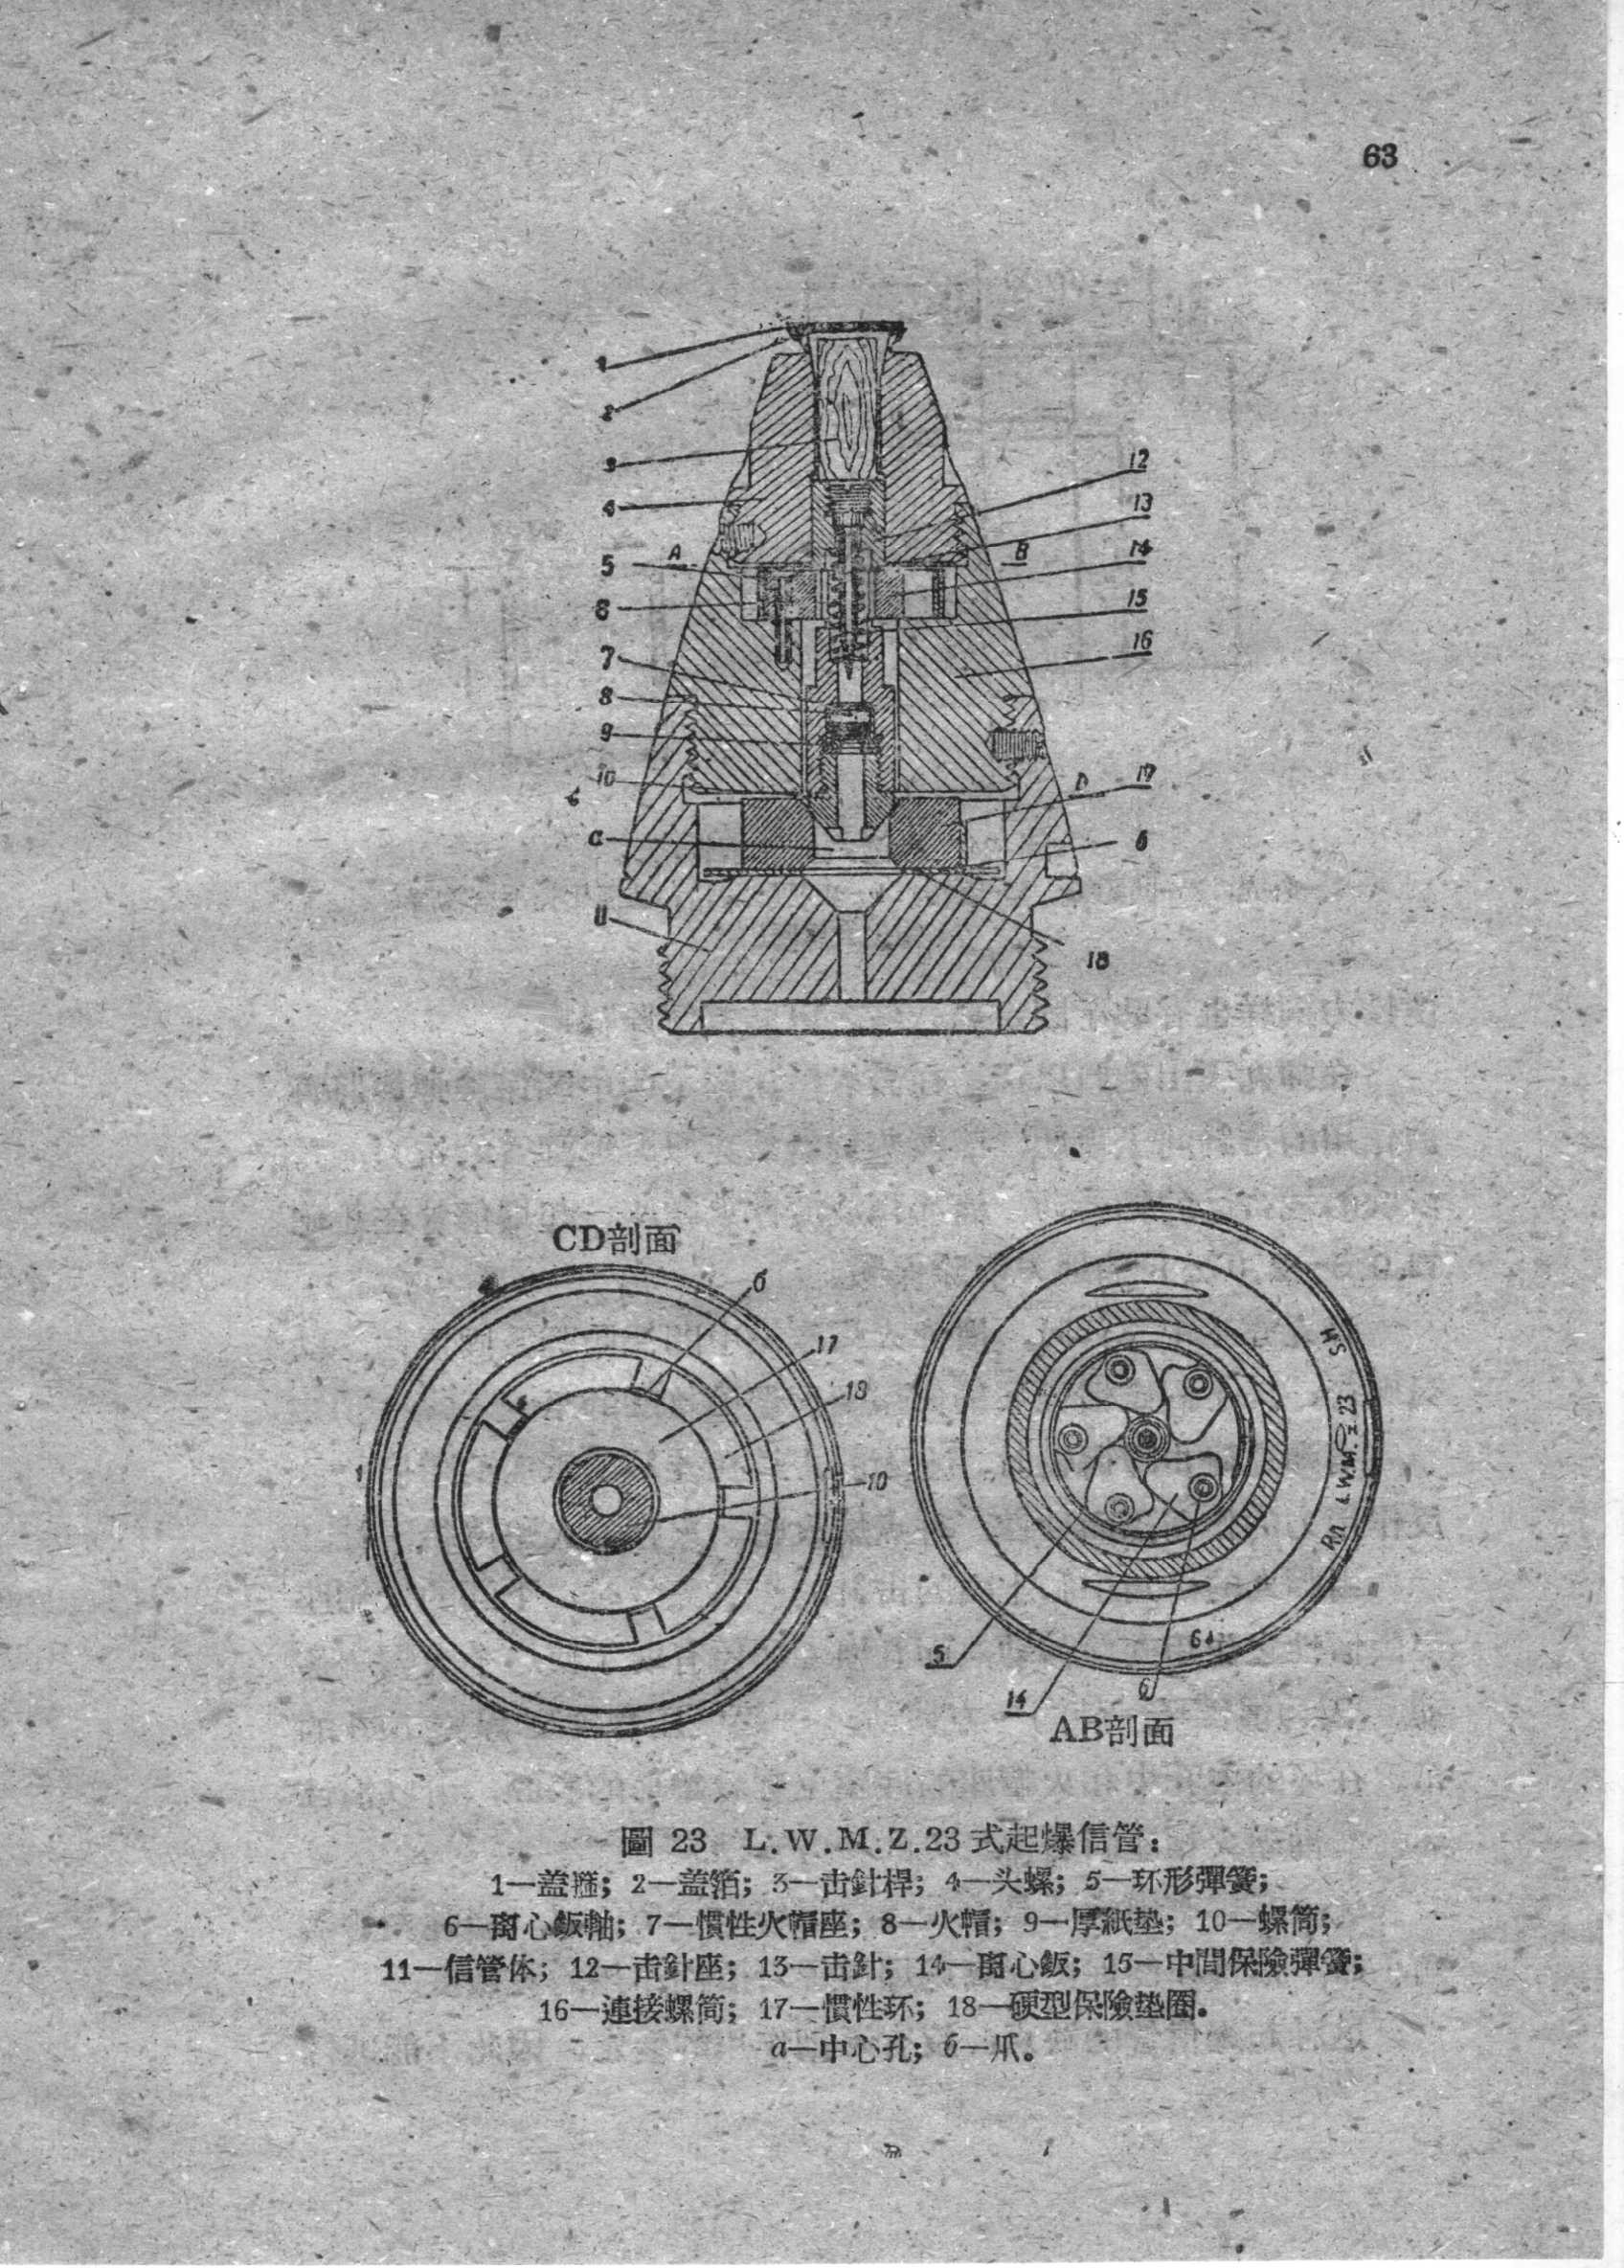 63
1
2
3
4
5
6
7
8
9
10
C
11
A
B
12
13
14
15
16
D
17
б
18
CD剖面
б
17
18
10
H S
L.W.M.Z 23
Rh
5
14
6
AB剖面
圖 23 L.W.M.Z.23式起爆信管：
1—盖箍；2—盖箔；3—击針桿；4—头螺；5—环形彈簧；
6—离心鈑軸；7—慣性火帽座；8—火帽；9—厚紙垫；10—螺筒；
11—信管体；12—击針座；13—击針；14—离心鈑；15—中間保險彈簧；
16—連接螺筒；17—慣性环；18—硬型保險垫圈。
а—中心孔；б—爪。